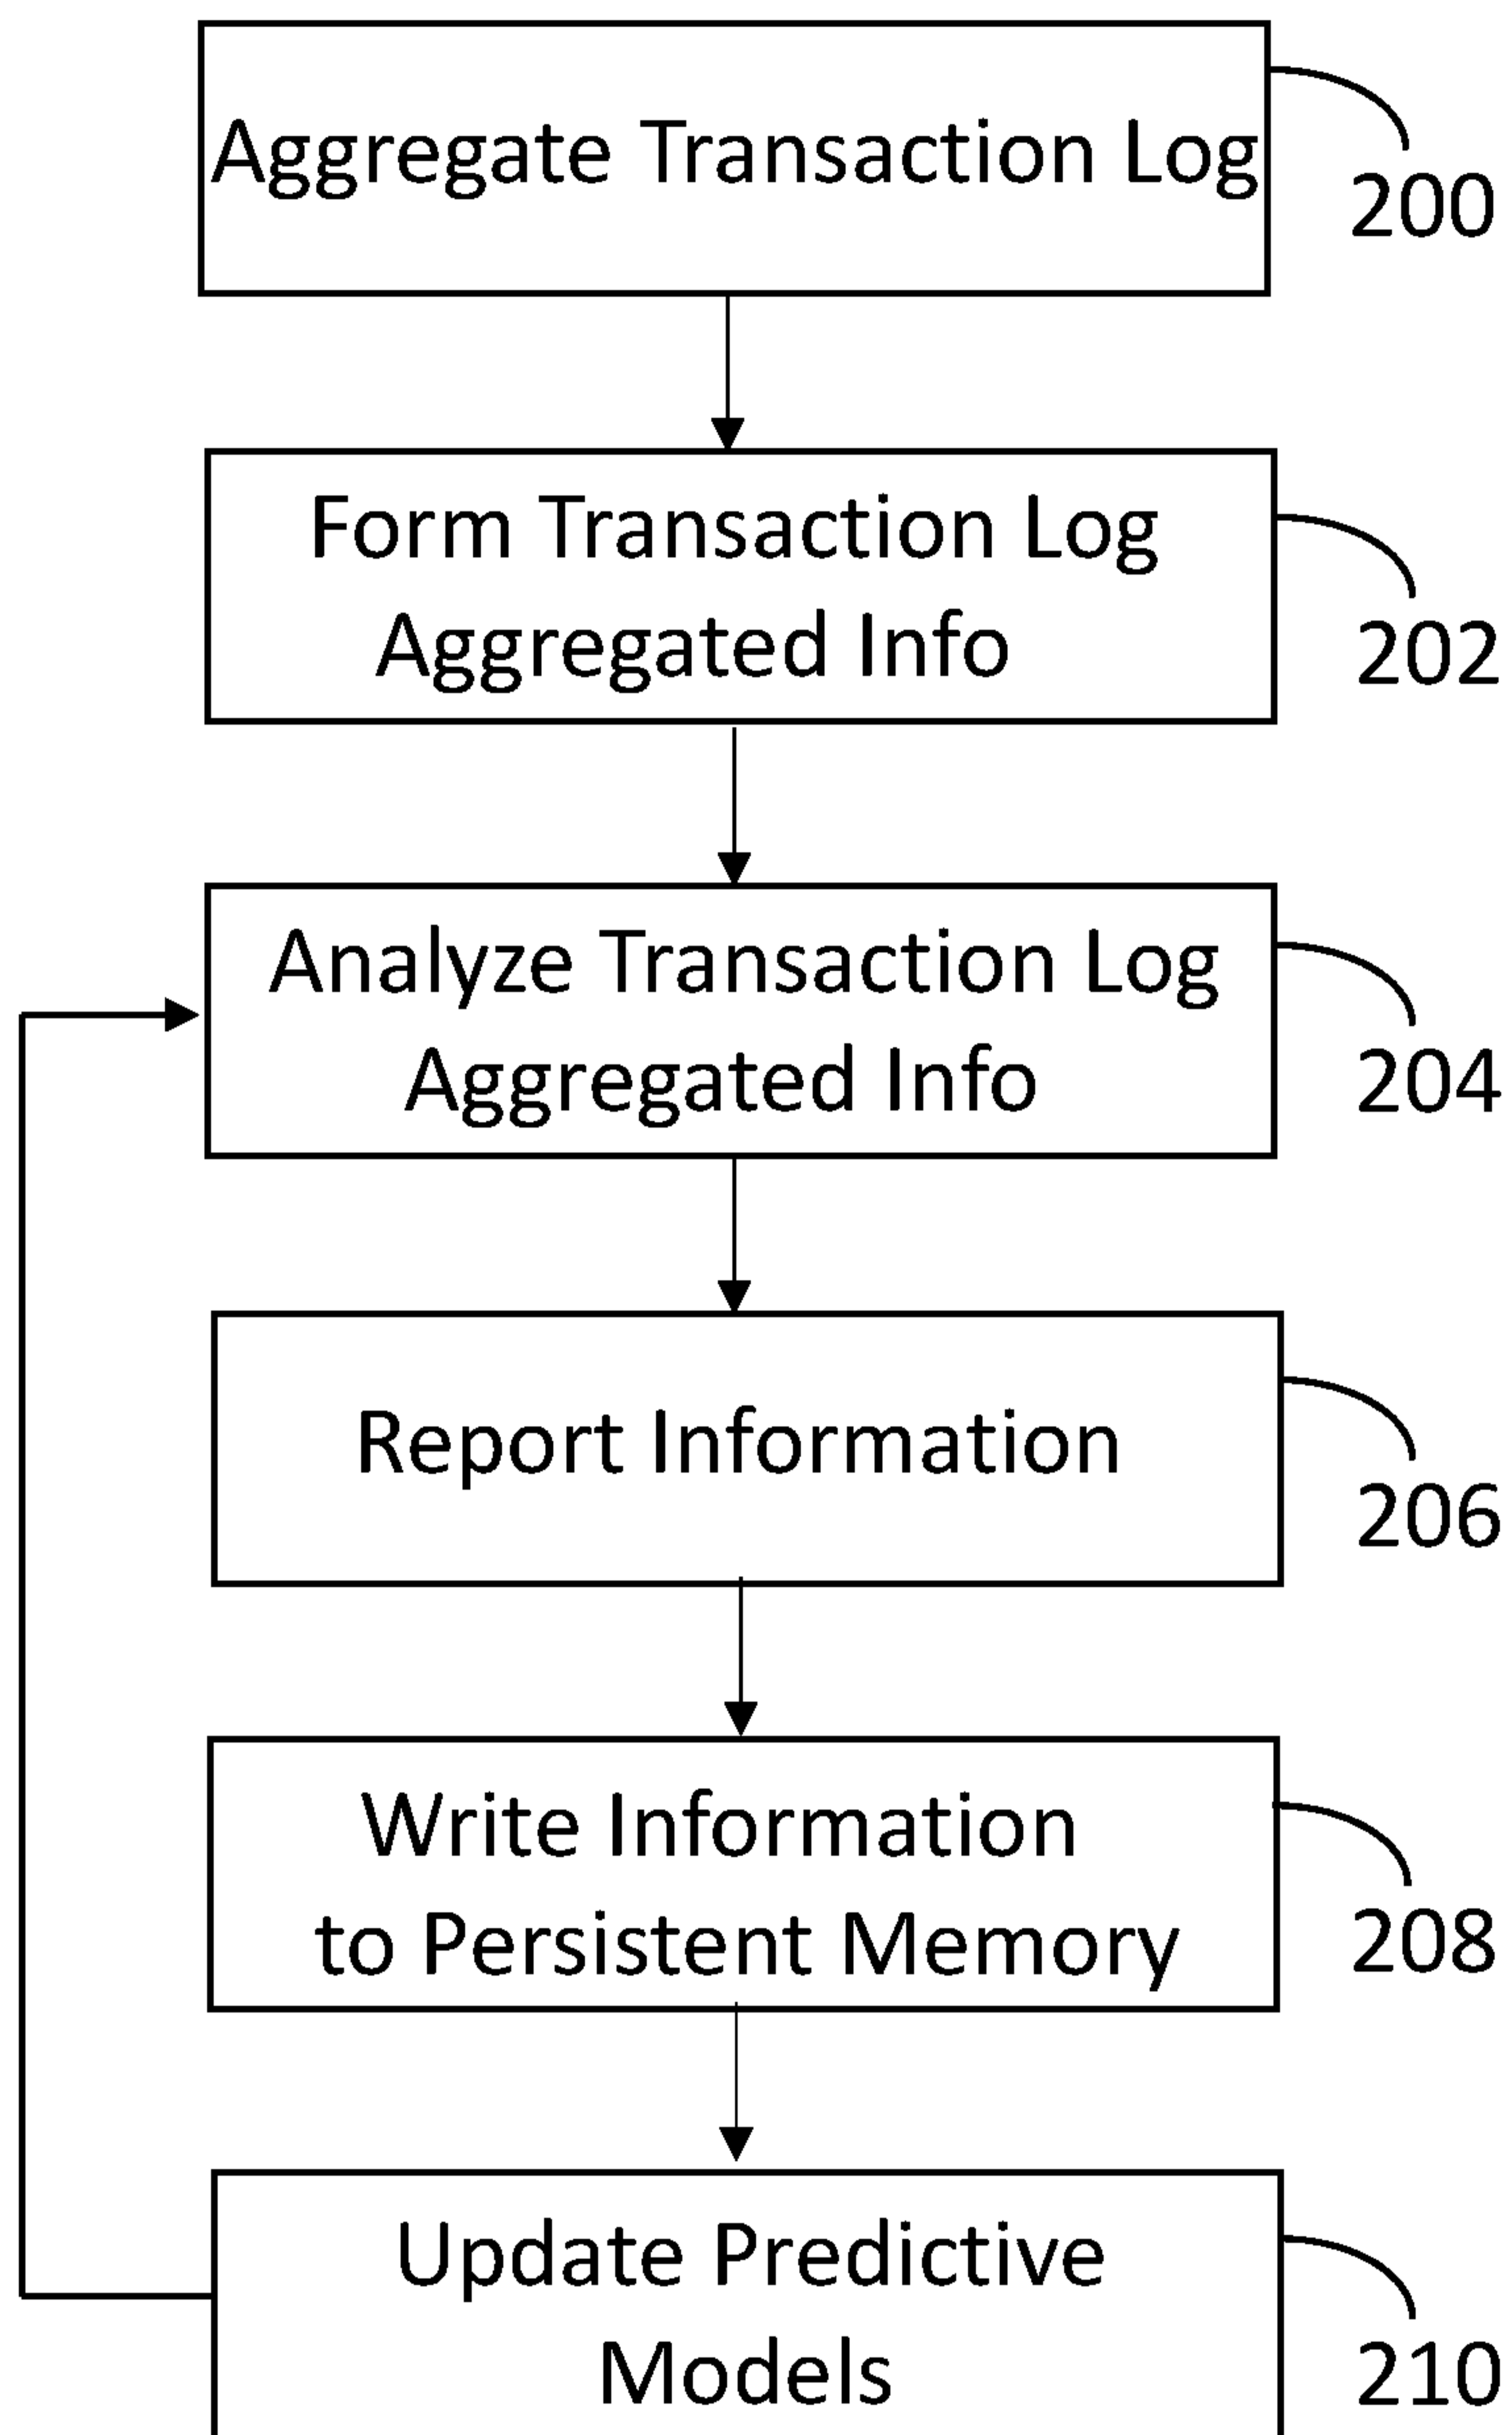 Aggregate Transaction Log
200
Form Transaction Log
Aggregated Info
202
Analyze Transaction Log
Aggregated Info
204
Report Information
206
Write Information
to Persistent Memory
208
Update Predictive
Models
210